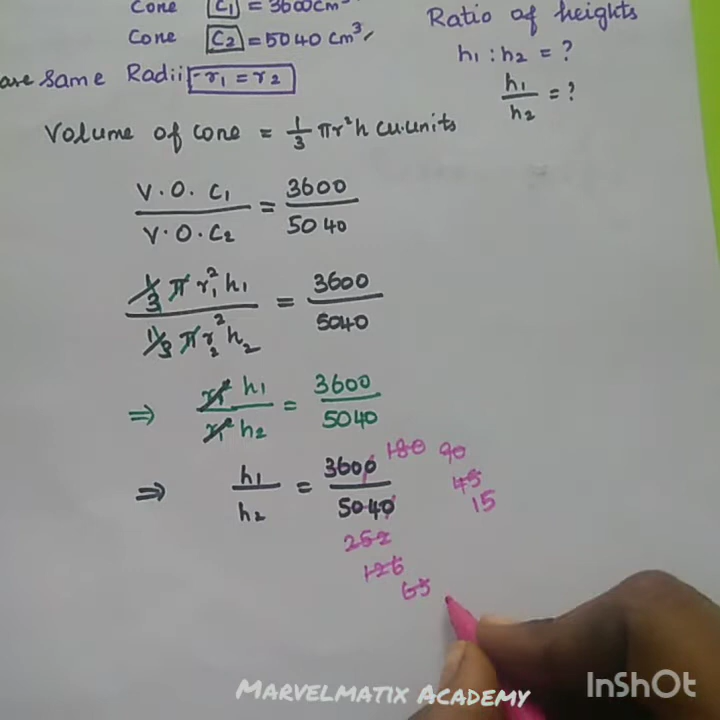 Cone C₁ = 3600cm³
Cone C₂ = 5040 cm³,
are same Radii - r₁ = r₂
Ratio of heights
h₁ : h₂ = ?
h₁/h₂ = ?
Volume of cone = 1/3 πr²h cu.units
V.O.C₁/V.O.C₂ = 3600/5040
1/3 π r₁² h₁ / 1/3 π r₂² h₂ = 3600/5040
⇒ r₁² h₁ / r₁² h₂ = 3600/5040
⇒ h₁/h₂ = 3600/5040
180 90
45
15
252
126
63
MARVELMATIX ACADEMY
InShOt